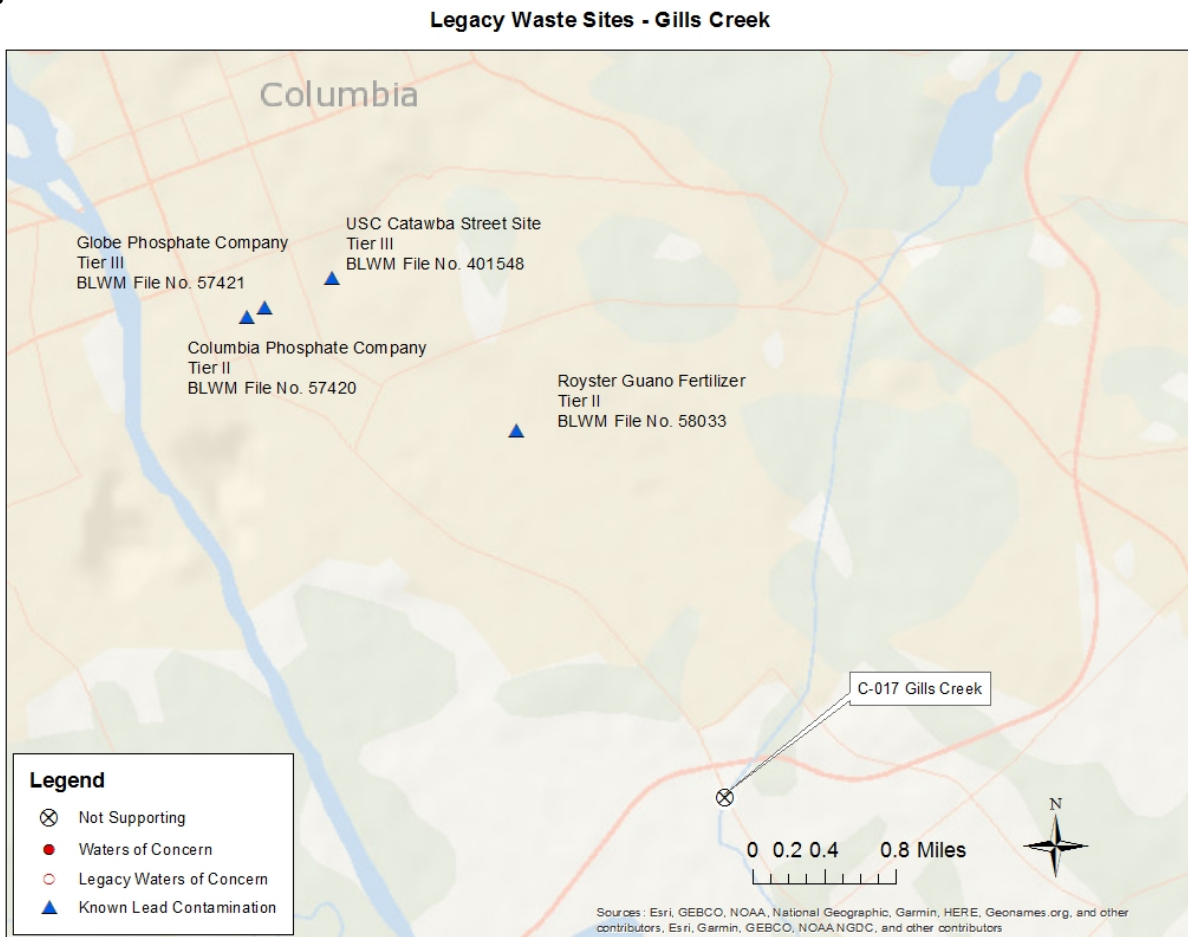 Legacy Waste Sites - Gills Creek
Columbia
USC Catawba Street Site
Tier III
BLWM File No. 401548
Globe Phosphate Company
Tier III
BLWM File No. 57421
Columbia Phosphate Company
Tier II
BLWM File No. 57420
Royster Guano Fertilizer
Tier II
BLWM File No. 58033
C-017 Gills Creek
Legend
Not Supporting
Waters of Concern
Legacy Waters of Concern
Known Lead Contamination
N
0 0.2 0.4 0.8 Miles
Sources: Esri, GEBCO, NOAA, National Geographic, Garmin, HERE, Geonames.org, and other
contributors, Esri, Garmin, GEBCO, NOAA NGDC, and other contributors